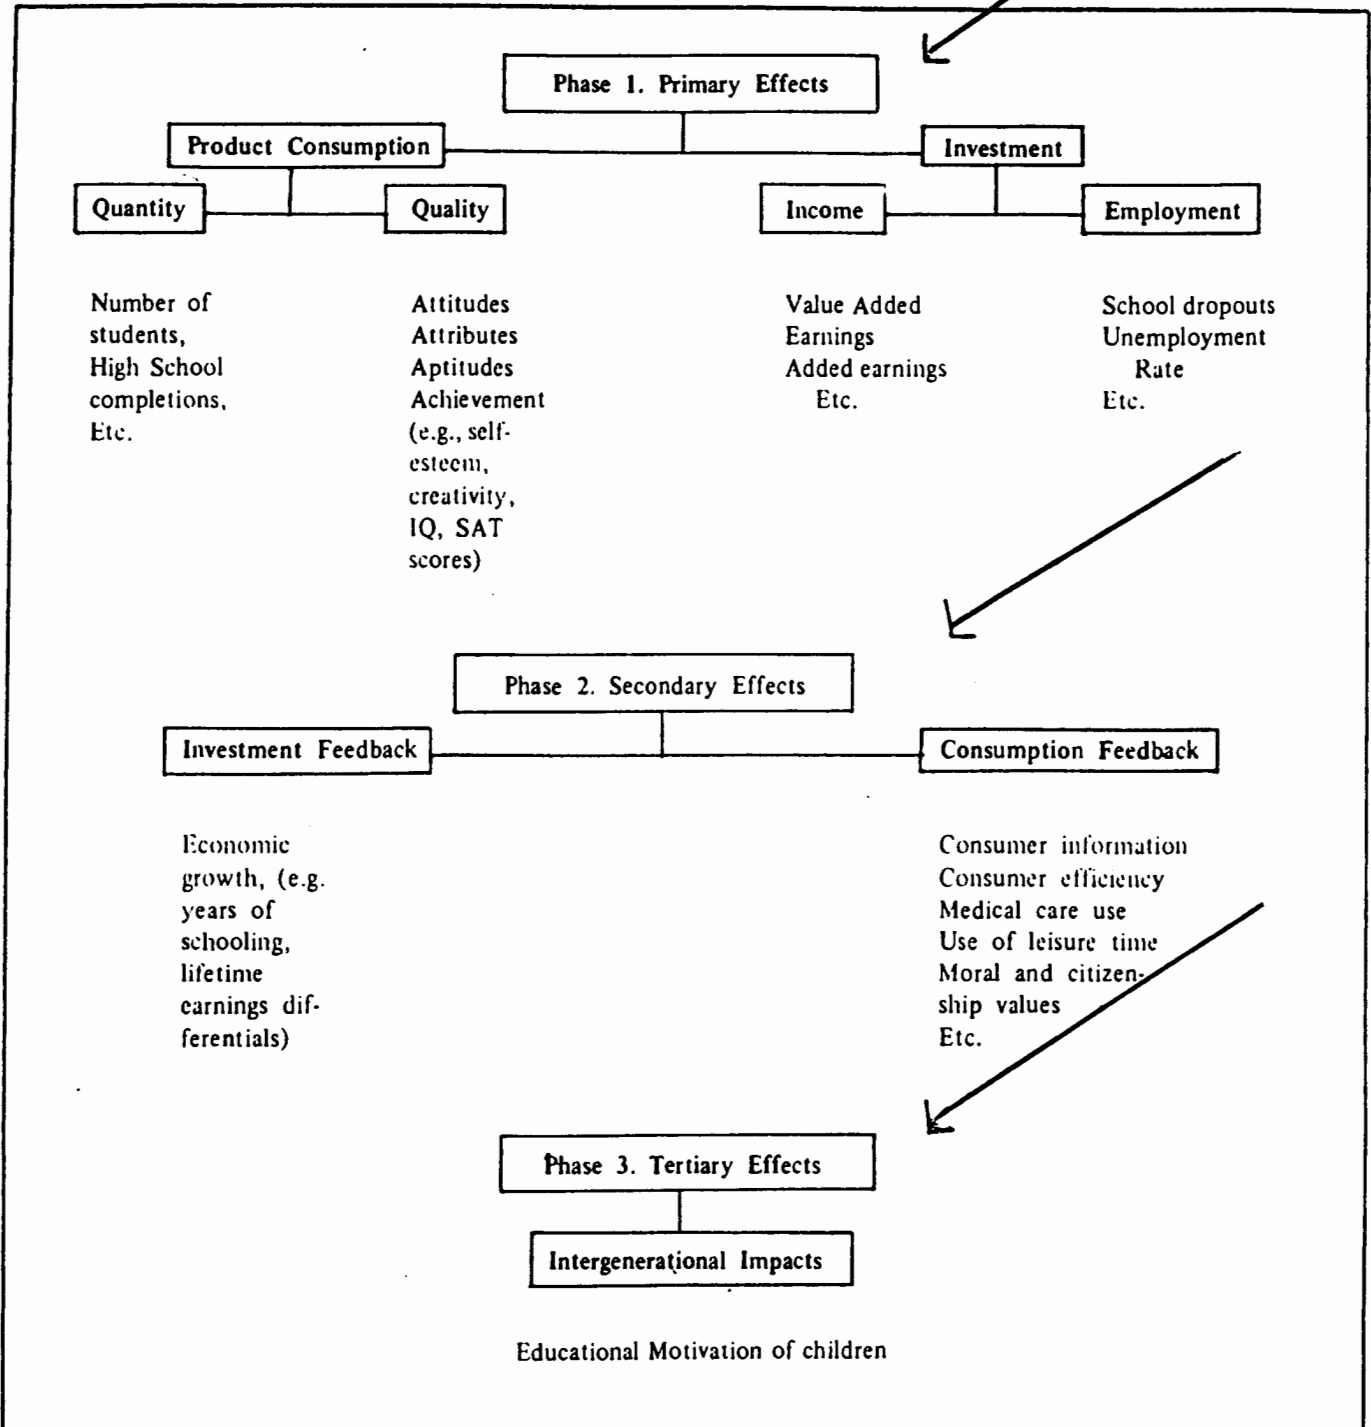 Phase 1. Primary Effects
Product Consumption
Investment
Quantity
Quality
Income
Employment
Number of
students,
High School
completions,
Etc.
Attitudes
Attributes
Aptitudes
Achievement
(e.g., self-
esteem,
creativity,
IQ, SAT
scores)
Value Added
Earnings
Added earnings
Etc.
School dropouts
Unemployment
Rate
Etc.
Phase 2. Secondary Effects
Investment Feedback
Consumption Feedback
Economic
growth, (e.g.
years of
schooling,
lifetime
earnings dif-
ferentials)
Consumer information
Consumer efficiency
Medical care use
Use of leisure time
Moral and citizen-
ship values
Etc.
Phase 3. Tertiary Effects
Intergenerational Impacts
Educational Motivation of children